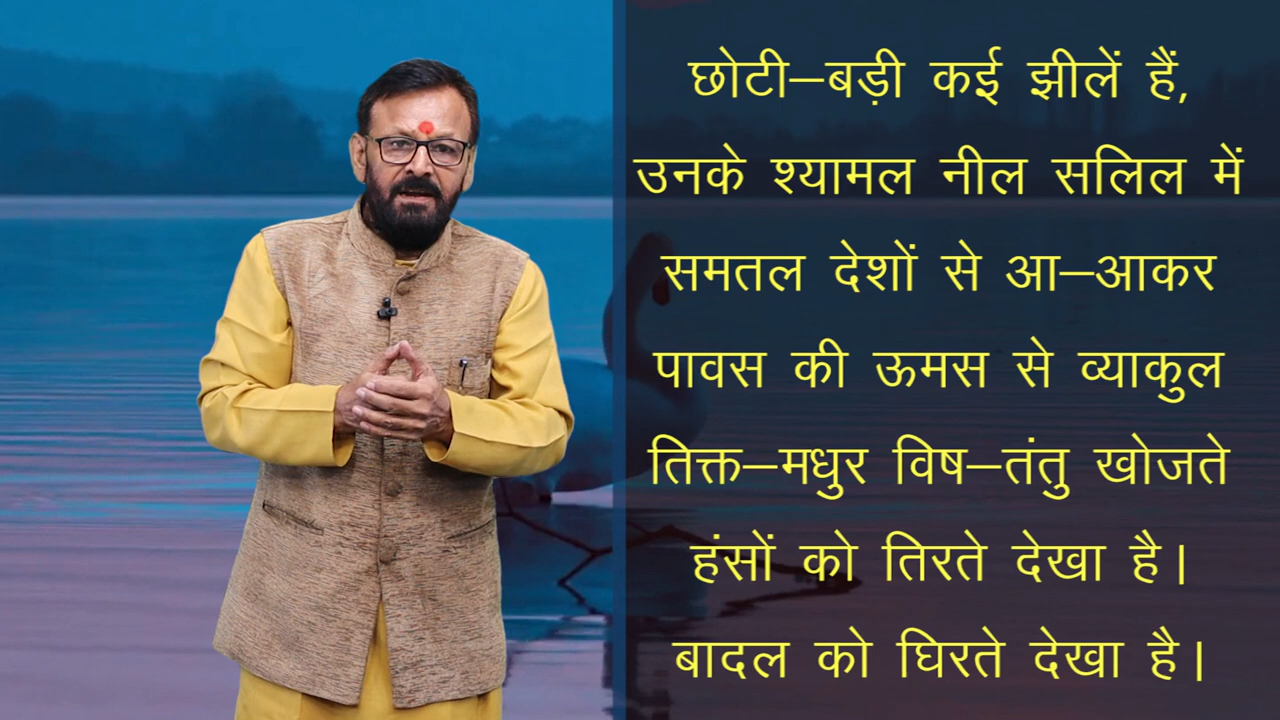 छोटी–बड़ी कई झीलें हैं,
उनके श्यामल नील सलिल में
समतल देशों से आ–आकर
पावस की ऊमस से व्याकुल
तिक्त–मधुर विष–तंतु खोजते
हंसों को तिरते देखा है।
बादल को घिरते देखा है।